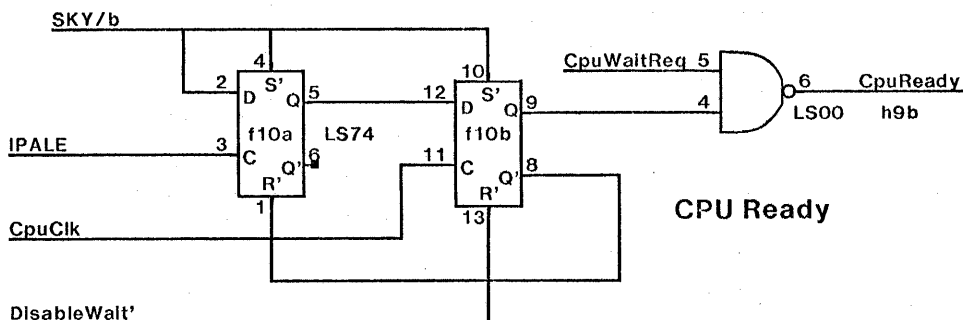 SKY/b
4
10
CpuWaitReq 5
6 CpuReady
2 D S' Q 5
12 D S' Q 9
4
LS00 h9b
f10a LS74
f10b
IPALE 3 C Q' 6
11 C Q' 8
R'
R'
1
13
CPU Ready
CpuClk
DisableWait'